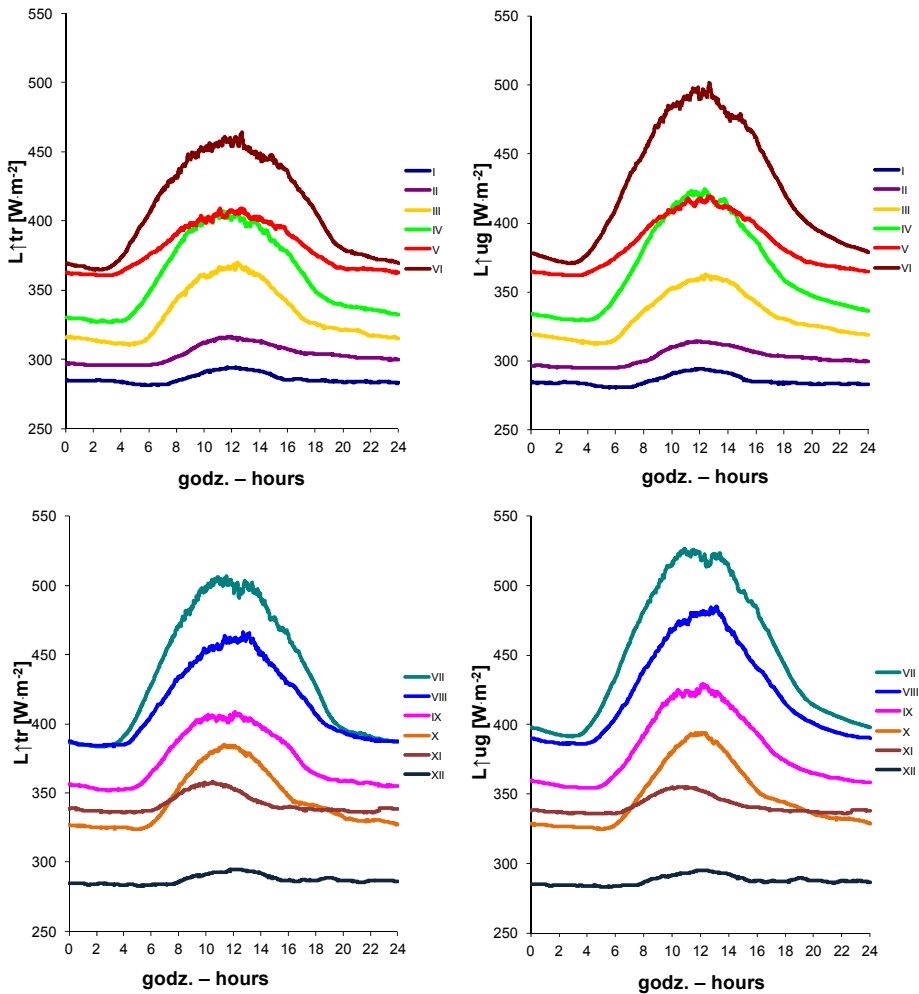 550
500
450
400
350
300
250
L↑tr [W·m-2]
0 2 4 6 8 10 12 14 16 18 20 22 24
godz. – hours
I
II
III
IV
V
VI
550
500
450
400
350
300
250
L↑ug [W·m-2]
0 2 4 6 8 10 12 14 16 18 20 22 24
godz. – hours
I
II
III
IV
V
VI
550
500
450
400
350
300
250
L↑tr [W·m-2]
0 2 4 6 8 10 12 14 16 18 20 22 24
godz. – hours
VII
VIII
IX
X
XI
XII
550
500
450
400
350
300
250
L↑ug [W·m-2]
0 2 4 6 8 10 12 14 16 18 20 22 24
godz. – hours
VII
VIII
IX
X
XI
XII